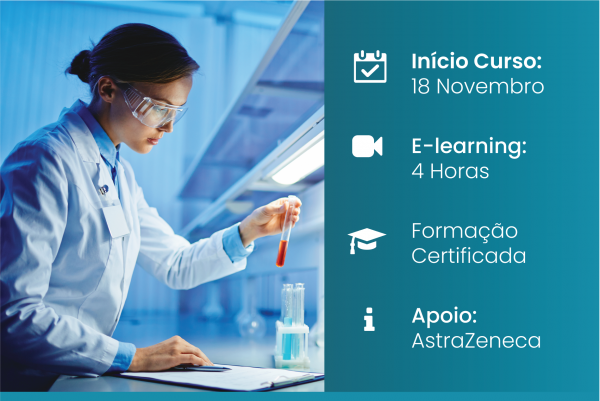 Início Curso:
18 Novembro
E-learning:
4 Horas
Formação
Certificada
Apoio:
AstraZeneca